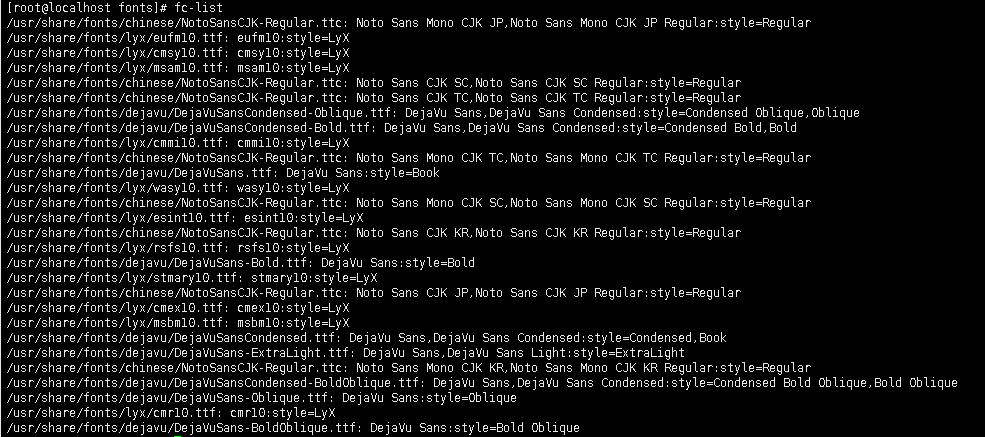 [root@localhost fonts]# fc-list
/usr/share/fonts/chinese/NotoSansCJK-Regular.ttc: Noto Sans Mono CJK JP,Noto Sans Mono CJK JP Regular:style=Regular
/usr/share/fonts/lyx/eufm10.ttf: eufm10:style=LyX
/usr/share/fonts/lyx/cmsy10.ttf: cmsy10:style=LyX
/usr/share/fonts/lyx/msam10.ttf: msam10:style=LyX
/usr/share/fonts/chinese/NotoSansCJK-Regular.ttc: Noto Sans CJK SC,Noto Sans CJK SC Regular:style=Regular
/usr/share/fonts/chinese/NotoSansCJK-Regular.ttc: Noto Sans CJK TC,Noto Sans CJK TC Regular:style=Regular
/usr/share/fonts/dejavu/DejaVuSansCondensed-Oblique.ttf: DejaVu Sans,DejaVu Sans Condensed:style=Condensed Oblique,Oblique
/usr/share/fonts/dejavu/DejaVuSansCondensed-Bold.ttf: DejaVu Sans,DejaVu Sans Condensed:style=Condensed Bold,Bold
/usr/share/fonts/lyx/cmmi10.ttf: cmmi10:style=LyX
/usr/share/fonts/chinese/NotoSansCJK-Regular.ttc: Noto Sans Mono CJK TC,Noto Sans Mono CJK TC Regular:style=Regular
/usr/share/fonts/dejavu/DejaVuSans.ttf: DejaVu Sans:style=Book
/usr/share/fonts/lyx/wasy10.ttf: wasy10:style=LyX
/usr/share/fonts/chinese/NotoSansCJK-Regular.ttc: Noto Sans Mono CJK SC,Noto Sans Mono CJK SC Regular:style=Regular
/usr/share/fonts/lyx/esint10.ttf: esint10:style=LyX
/usr/share/fonts/chinese/NotoSansCJK-Regular.ttc: Noto Sans CJK KR,Noto Sans CJK KR Regular:style=Regular
/usr/share/fonts/lyx/rsfs10.ttf: rsfs10:style=LyX
/usr/share/fonts/dejavu/DejaVuSans-Bold.ttf: DejaVu Sans:style=Bold
/usr/share/fonts/lyx/stmary10.ttf: stmary10:style=LyX
/usr/share/fonts/chinese/NotoSansCJK-Regular.ttc: Noto Sans CJK JP,Noto Sans CJK JP Regular:style=Regular
/usr/share/fonts/lyx/cmex10.ttf: cmex10:style=LyX
/usr/share/fonts/lyx/msbm10.ttf: msbm10:style=LyX
/usr/share/fonts/dejavu/DejaVuSansCondensed.ttf: DejaVu Sans,DejaVu Sans Condensed:style=Condensed,Book
/usr/share/fonts/dejavu/DejaVuSans-ExtraLight.ttf: DejaVu Sans,DejaVu Sans Light:style=ExtraLight
/usr/share/fonts/chinese/NotoSansCJK-Regular.ttc: Noto Sans Mono CJK KR,Noto Sans Mono CJK KR Regular:style=Regular
/usr/share/fonts/dejavu/DejaVuSansCondensed-BoldOblique.ttf: DejaVu Sans,DejaVu Sans Condensed:style=Condensed Bold Oblique,Bold Oblique
/usr/share/fonts/dejavu/DejaVuSans-Oblique.ttf: DejaVu Sans:style=Oblique
/usr/share/fonts/lyx/cmr10.ttf: cmr10:style=LyX
/usr/share/fonts/dejavu/DejaVuSans-BoldOblique.ttf: DejaVu Sans:style=Bold Oblique